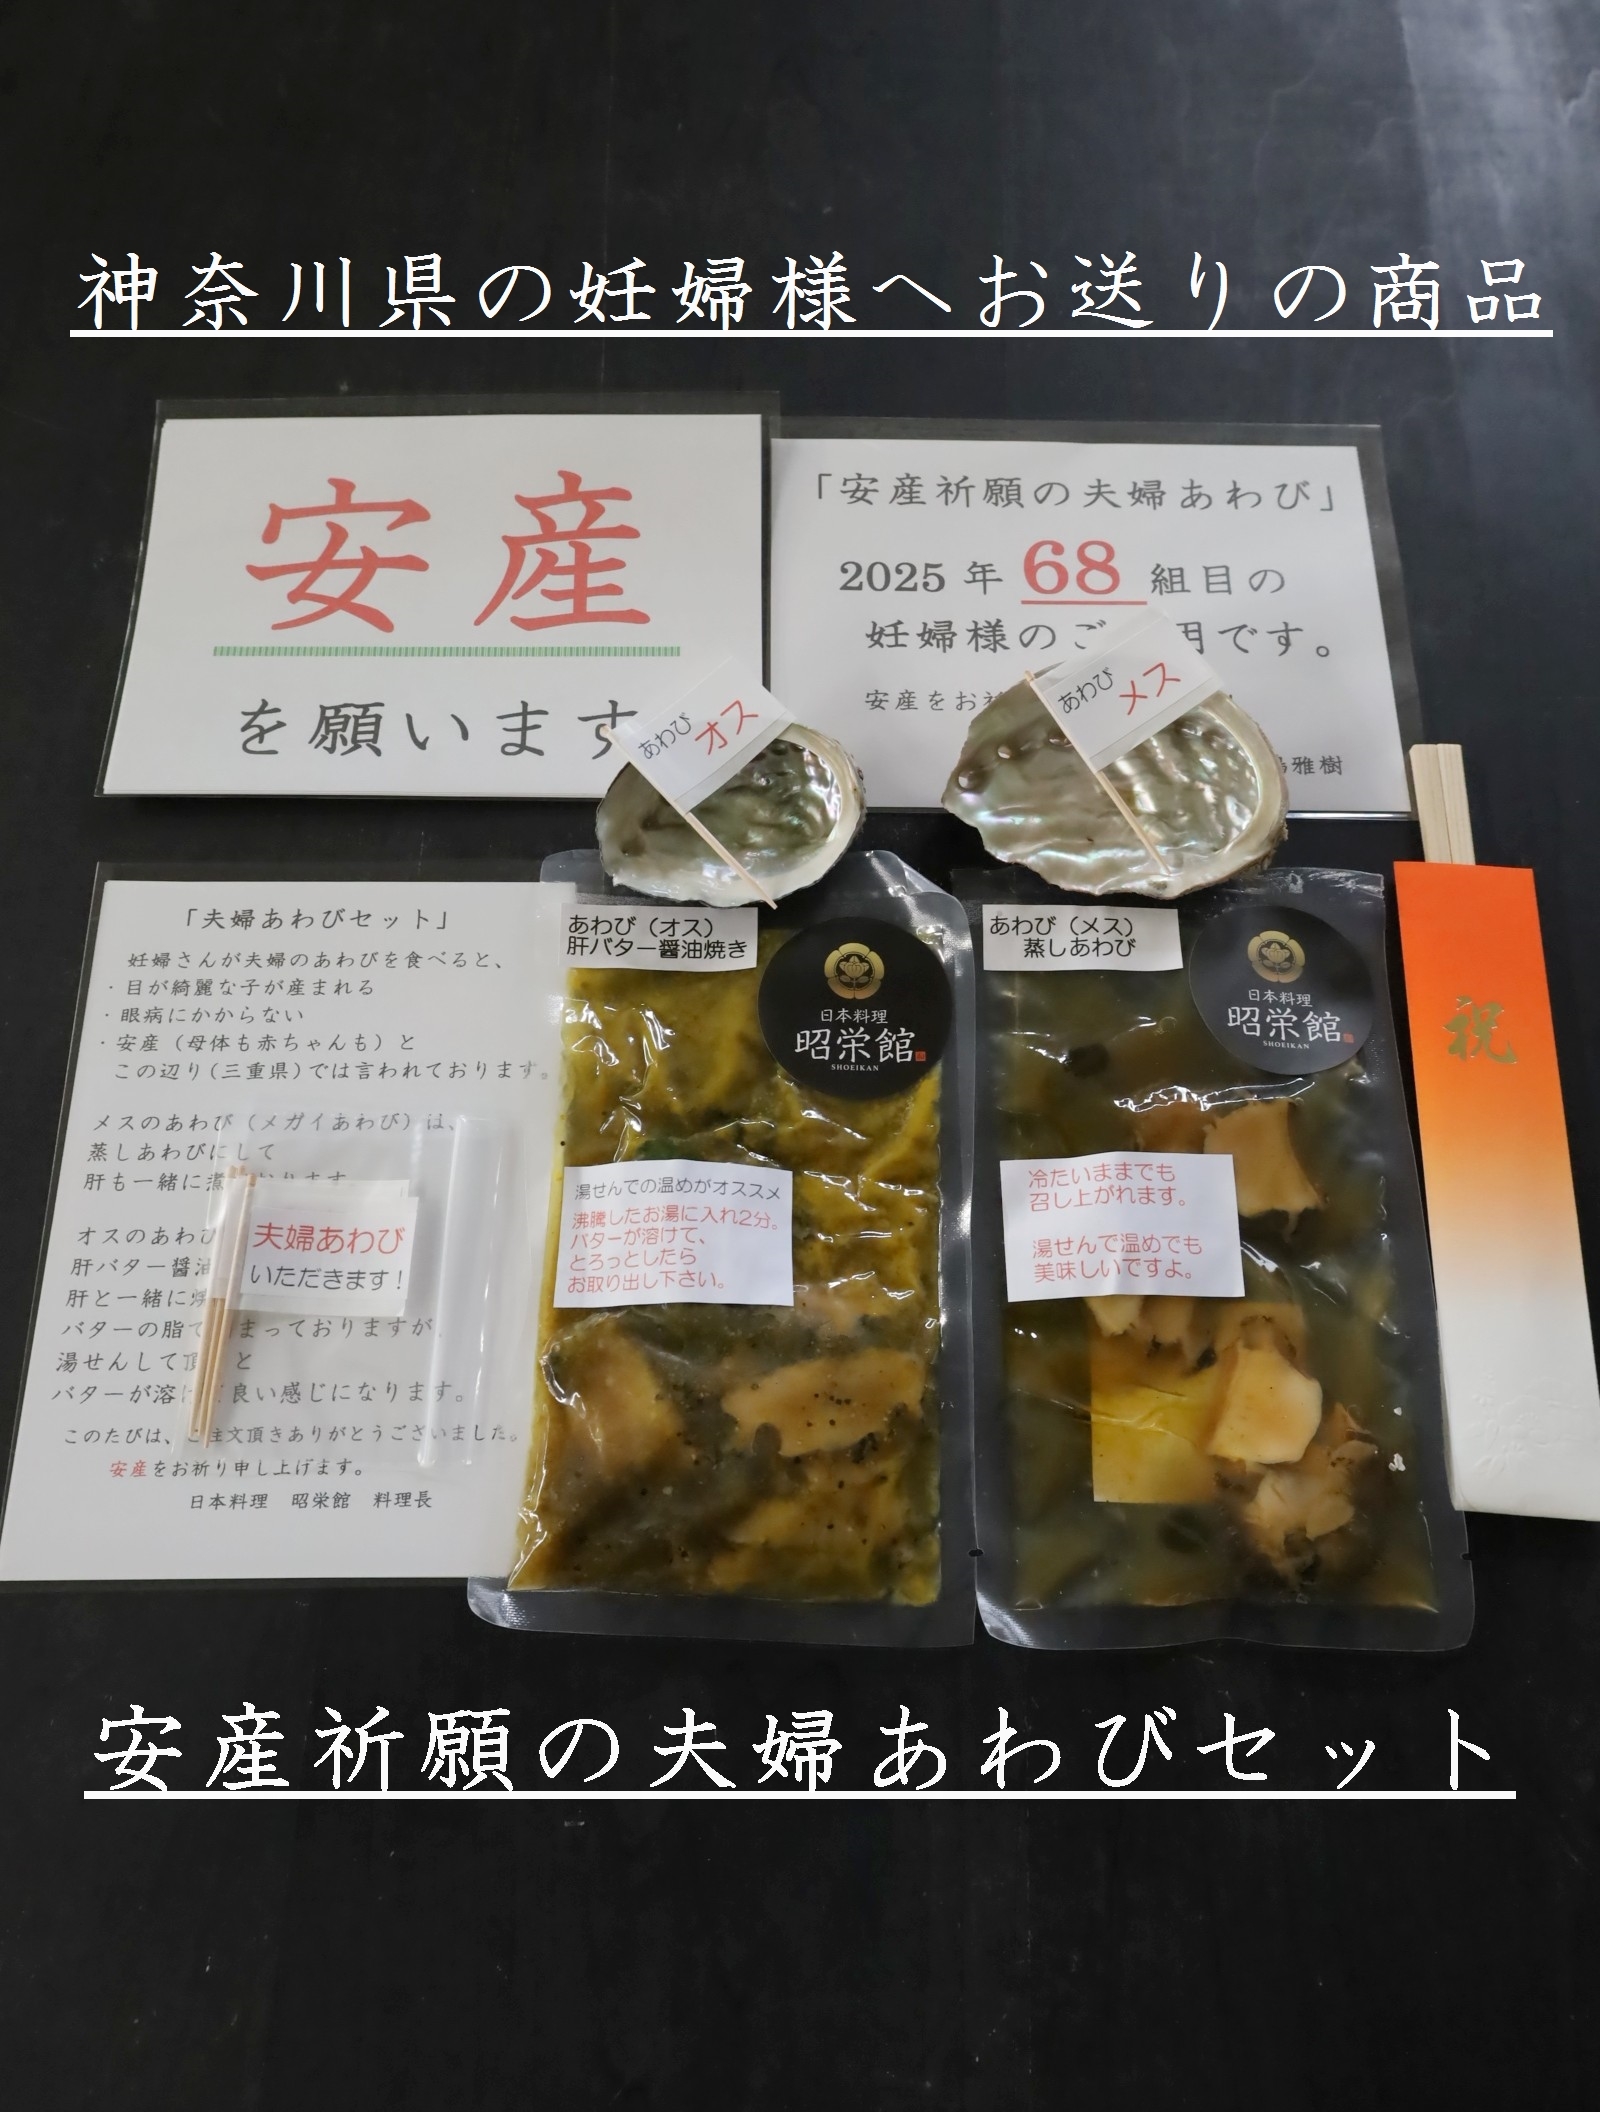 神奈川県の妊婦様へお送りの商品
安産
を願います
「安産祈願の夫婦あわび」
2025年 68 組目の
妊婦様のご 用です。
安産をお
雅樹
あわび オス
あわび メス
「夫婦あわびセット」
妊婦さんが夫婦のあわびを食べると、
・目が綺麗な子が産まれる
・眼病にかからない
・安産(母体も赤ちゃんも)と
この辺り(三重県)では言われております。
メスのあわび(メガイあわび)は、
蒸しあわびにして
肝も一緒に煮 おります
オスのあわび
肝バター醤油
肝と一緒に焼
バターの脂で まっておりますが、
湯せんして頂 と
バターが溶け 良い感じになります。
このたびは、ご注文頂きありがとうございました。
安産をお祈り申し上げます。
日本料理 昭栄館 料理長
夫婦あわび
いただきます!
あわび(オス)
肝バター醤油焼き
日本料理
昭栄館
SHOEIKAN
湯せんでの温めがオススメ
沸騰したお湯に入れ2分。
バターが溶けて、
とろっとしたら
お取り出し下さい。
あわび(メス)
蒸しあわび
日本料理
昭栄館
SHOEIKAN
冷たいままでも
召し上がれます。
湯せんで温めでも
美味しいですよ。
祝
安産祈願の夫婦あわびセット